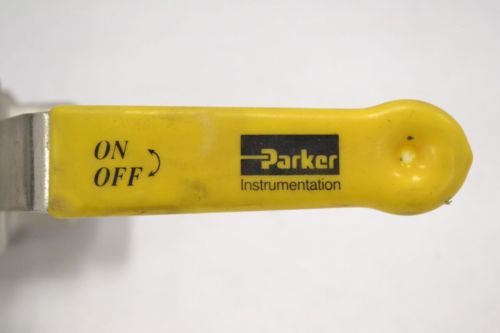 ON
OFF
Parker
Instrumentation